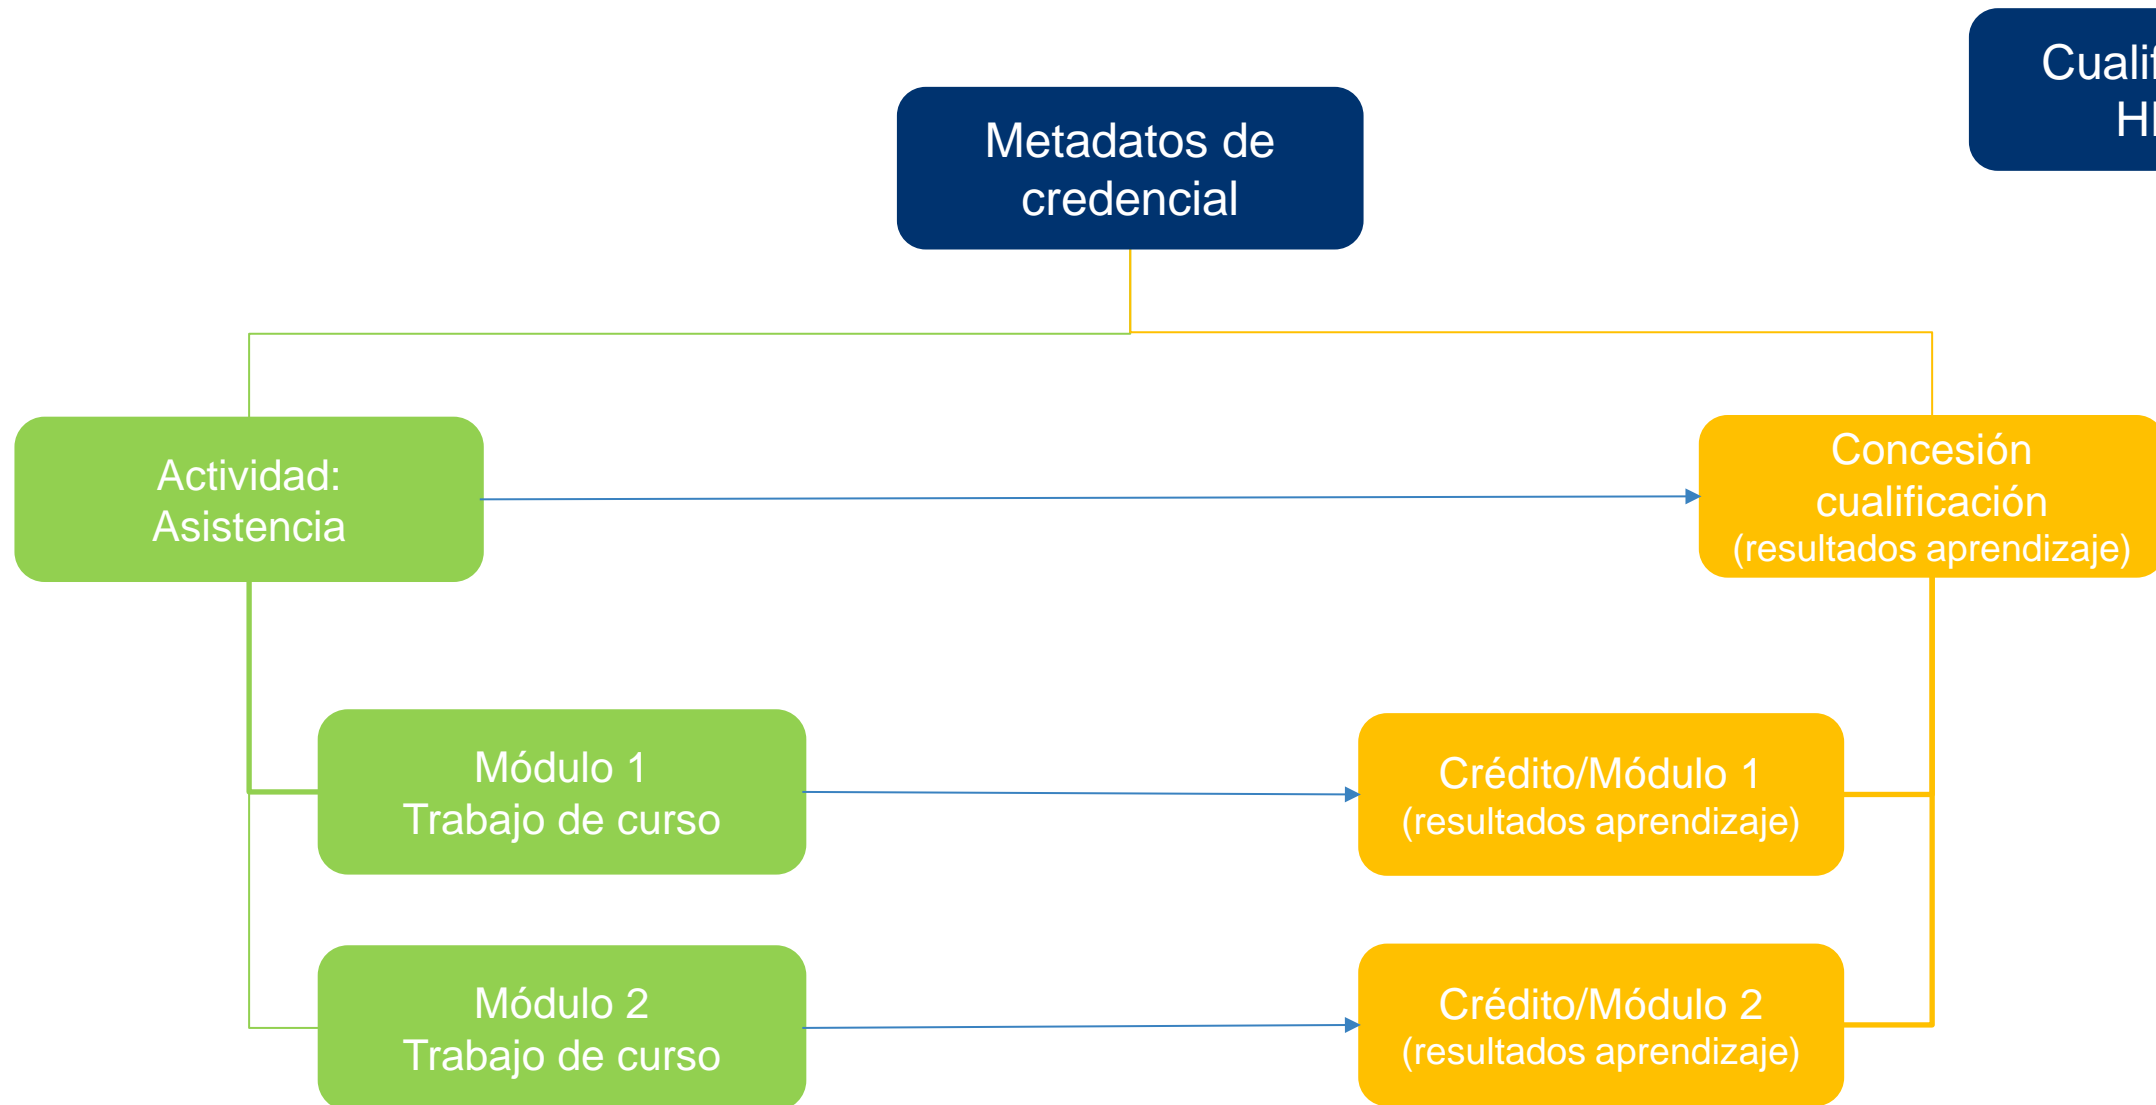 Metadatos de
credencial
Actividad:
Asistencia
Concesión
cualificación
(resultados aprendizaje)
Módulo 1
Trabajo de curso
Crédito/Módulo 1
(resultados aprendizaje)
Módulo 2
Trabajo de curso
Crédito/Módulo 2
(resultados aprendizaje)